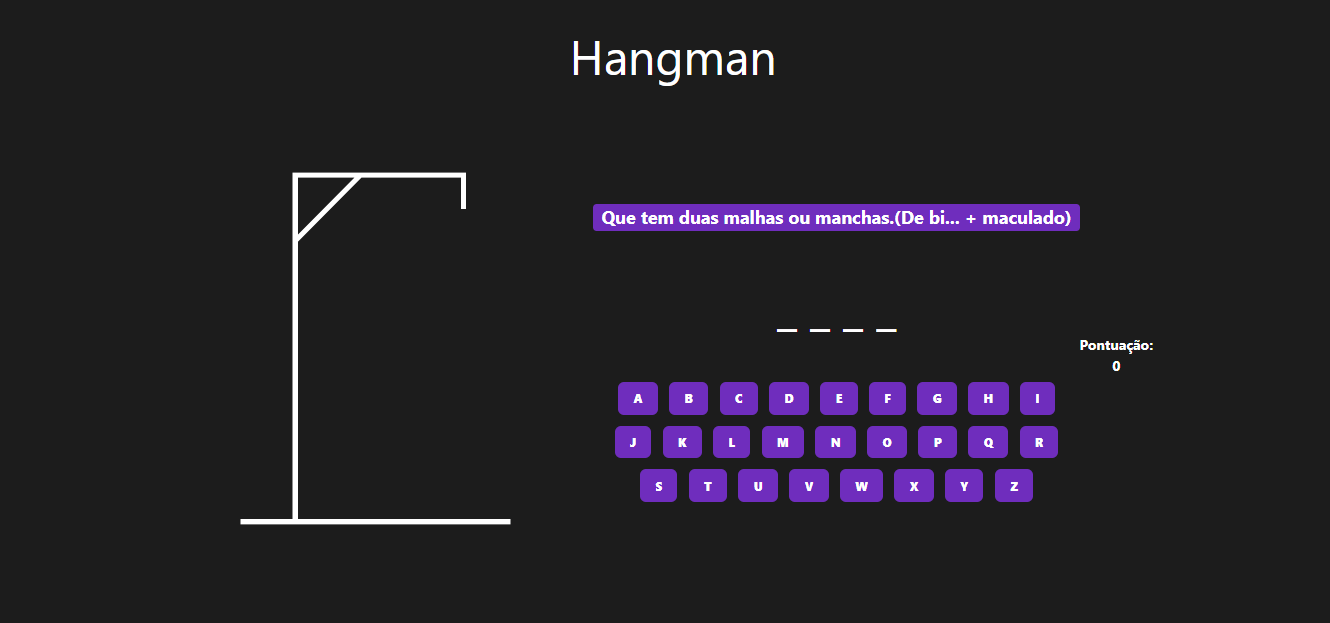 Hangman
Que tem duas malhas ou manchas.(De bi... + maculado)
_ _ _ _
Pontuação:
0
A B C D E F G H I
J K L M N O P Q R
S T U V W X Y Z